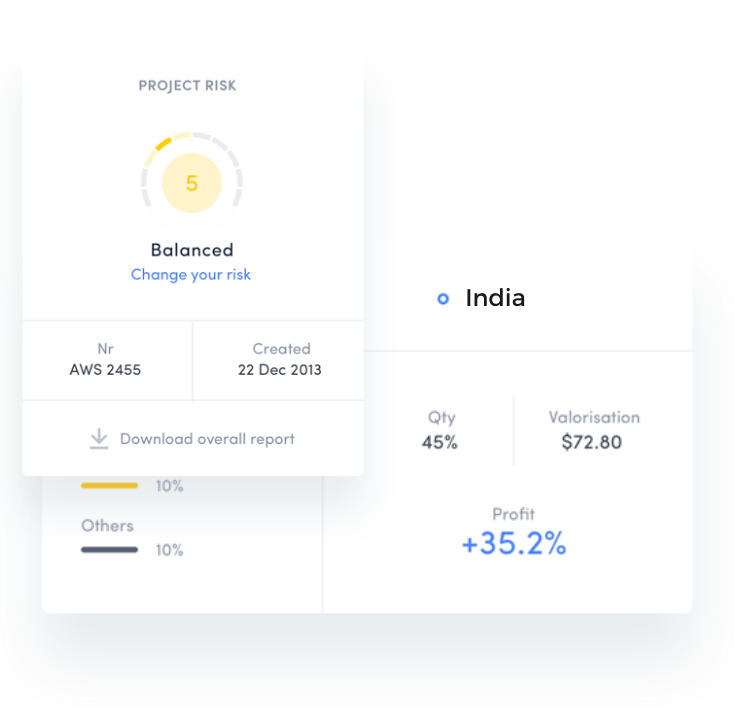 PROJECT RISK
5
Balanced
Change your risk
Nr
AWS 2455
Created
22 Dec 2013
Download overall report
10%
Others
10%
India
Qty
45%
Valorisation
$72.80
Profit
+35.2%